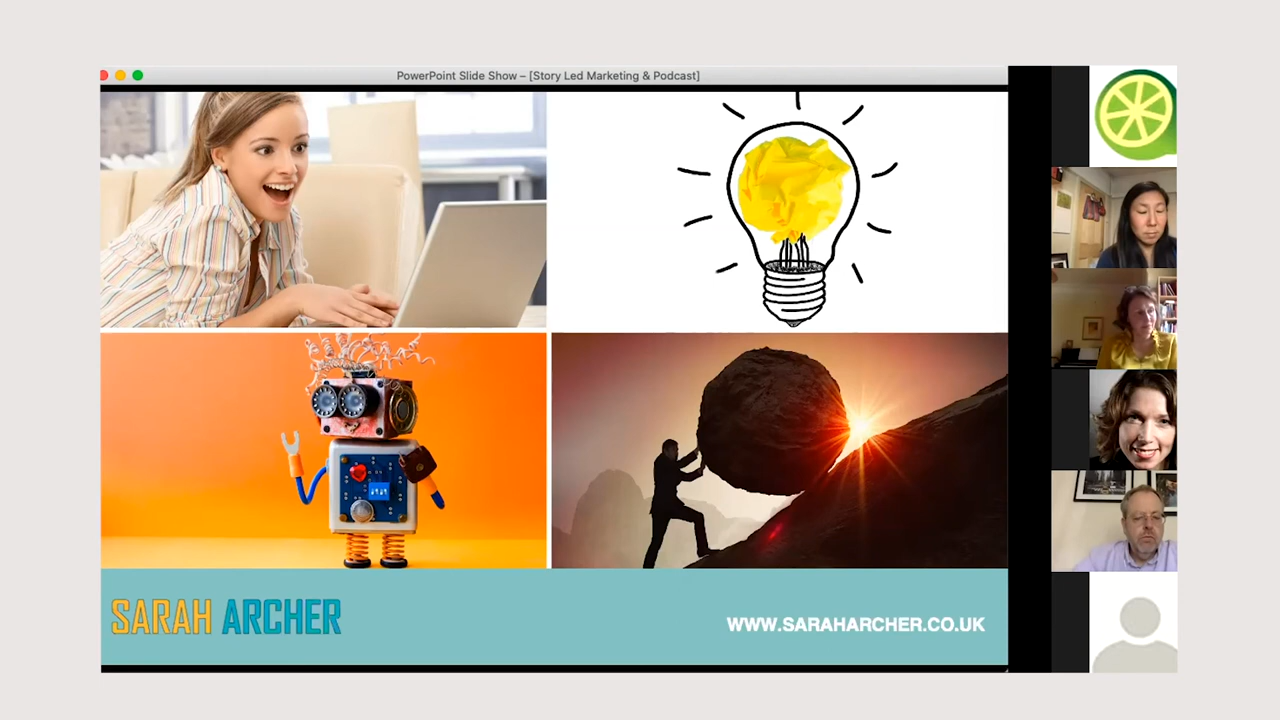 PowerPoint Slide Show – [Story Led Marketing & Podcast]
SARAH ARCHER
WWW.SARAHARCHER.CO.UK